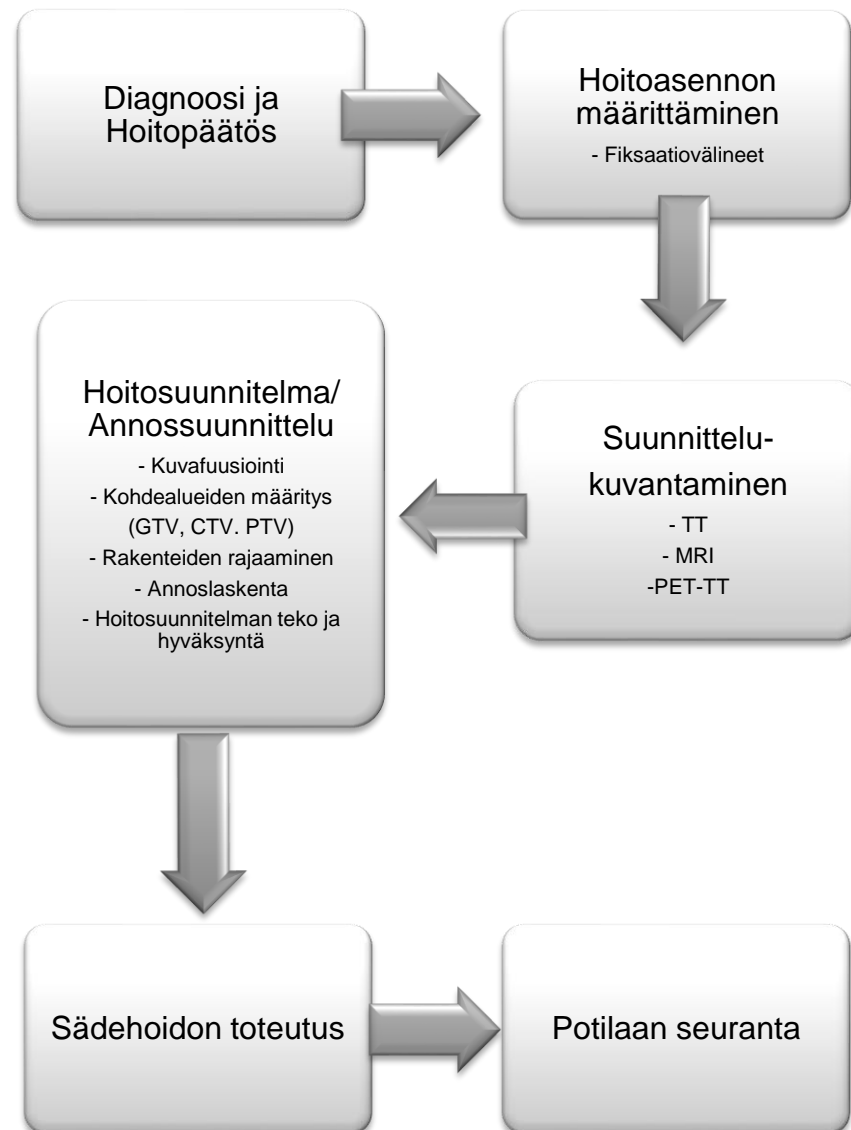 Diagnoosi ja
Hoitopäätös
Hoitoasennon
määrittäminen
- Fiksaatiovälineet
Suunnittelu-
kuvantaminen
- TT
- MRI
-PET-TT
Hoitosuunnitelma/
Annossuunnittelu
- Kuvafuusiointi
- Kohdealueiden määritys
(GTV, CTV. PTV)
- Rakenteiden rajaaminen
- Annoslaskenta
- Hoitosuunnitelman teko ja
hyväksyntä
Sädehoidon toteutus
Potilaan seuranta